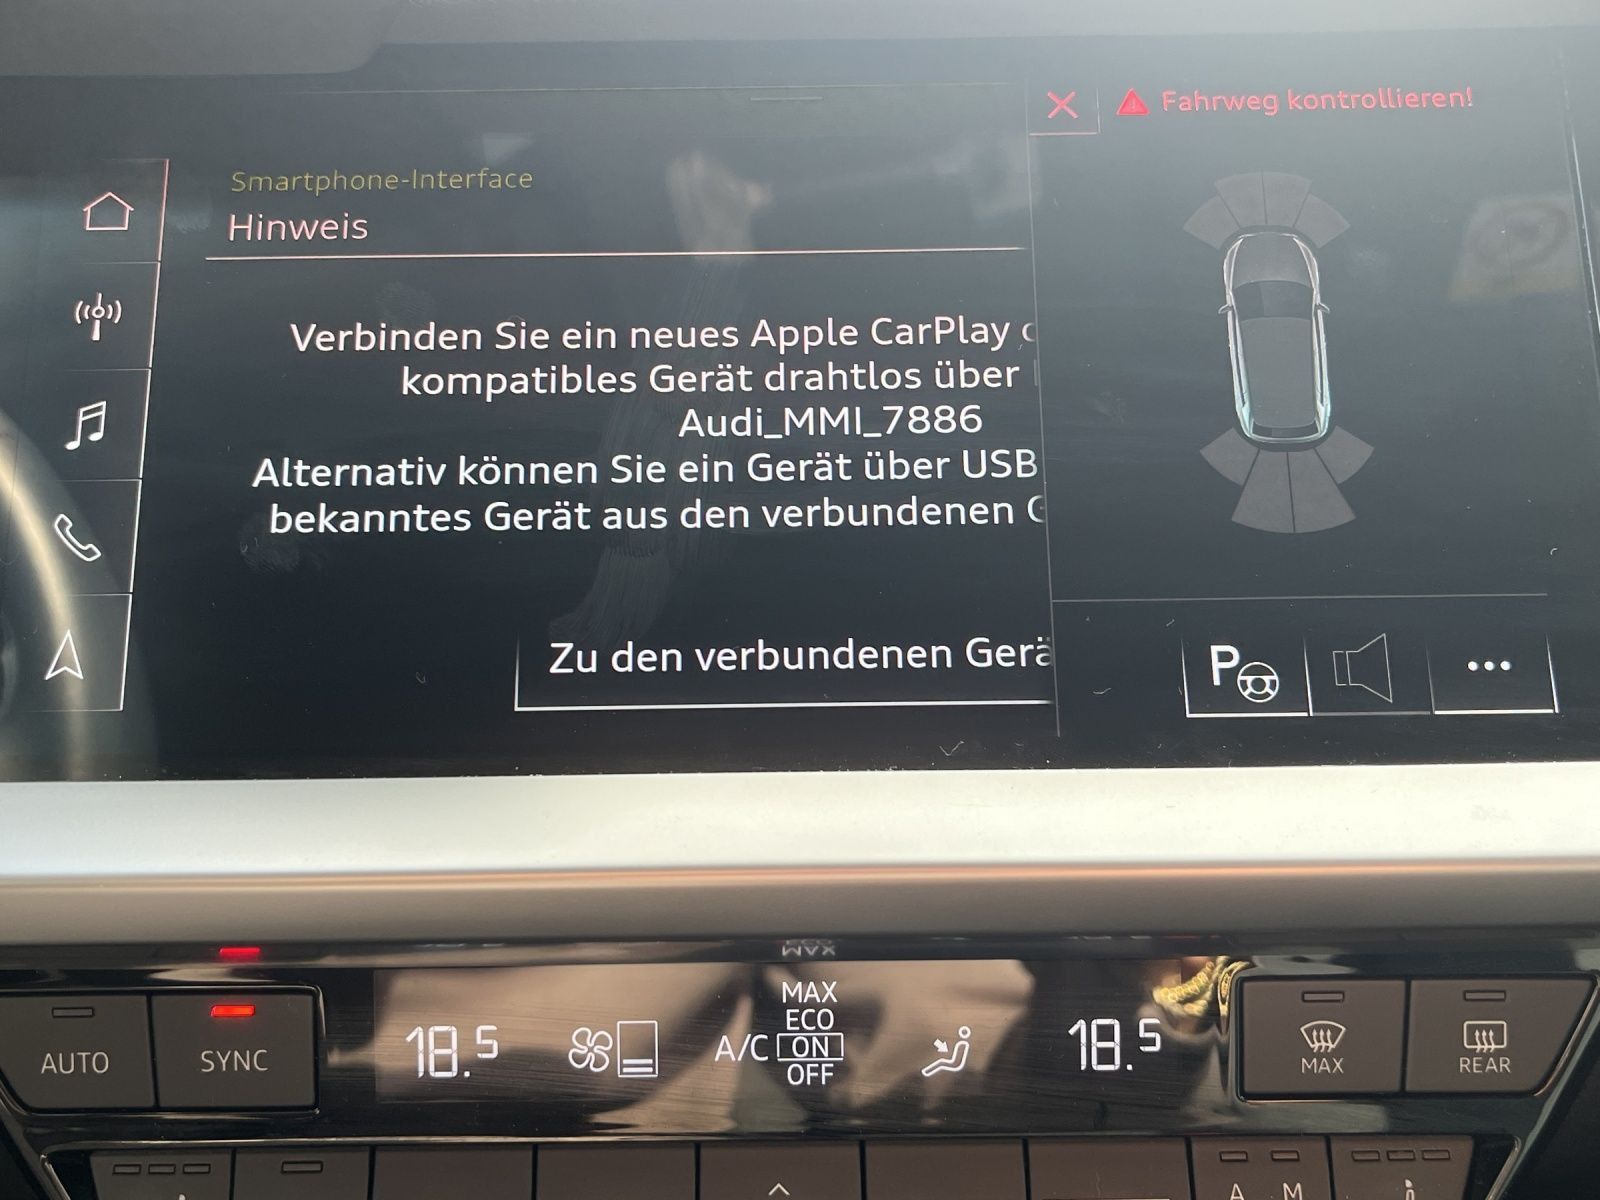 Fahrweg kontrollieren!
Smartphone-Interface
Hinweis
Verbinden Sie ein neues Apple CarPlay
kompatibles Gerät drahtlos über
Audi_MMI_7886
Alternativ können Sie ein Gerät über USB
bekanntes Gerät aus den verbundenen
Zu den verbundenen Gerä
P
MAX
AUTO
SYNC
18.5
A/C
MAX
ECO
ON
OFF
18.5
MAX
REAR
A M